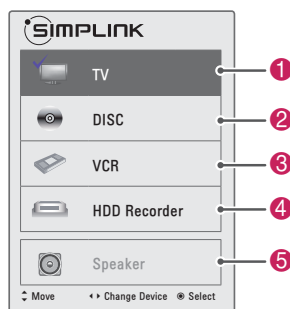 SIMPLINK
TV 1
DISC 2
VCR 3
HDD Recorder 4
Speaker 5
Move Change Device Select